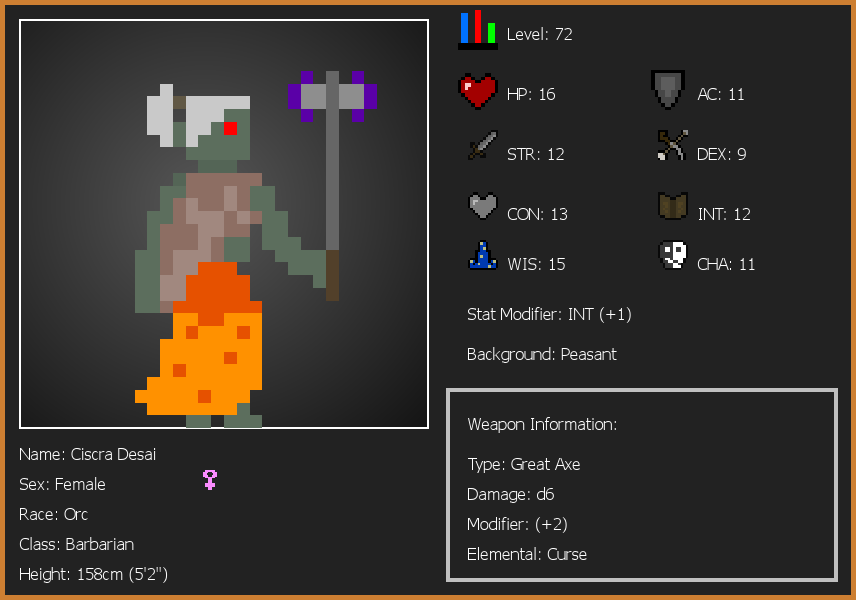 Level: 72
HP: 16
AC: 11
STR: 12
DEX: 9
CON: 13
INT: 12
WIS: 15
CHA: 11
Stat Modifier: INT (+1)
Background: Peasant
Weapon Information:
Type: Great Axe
Damage: d6
Modifier: (+2)
Elemental: Curse
Name: Ciscra Desai
Sex: Female
Race: Orc
Class: Barbarian
Height: 158cm (5'2")